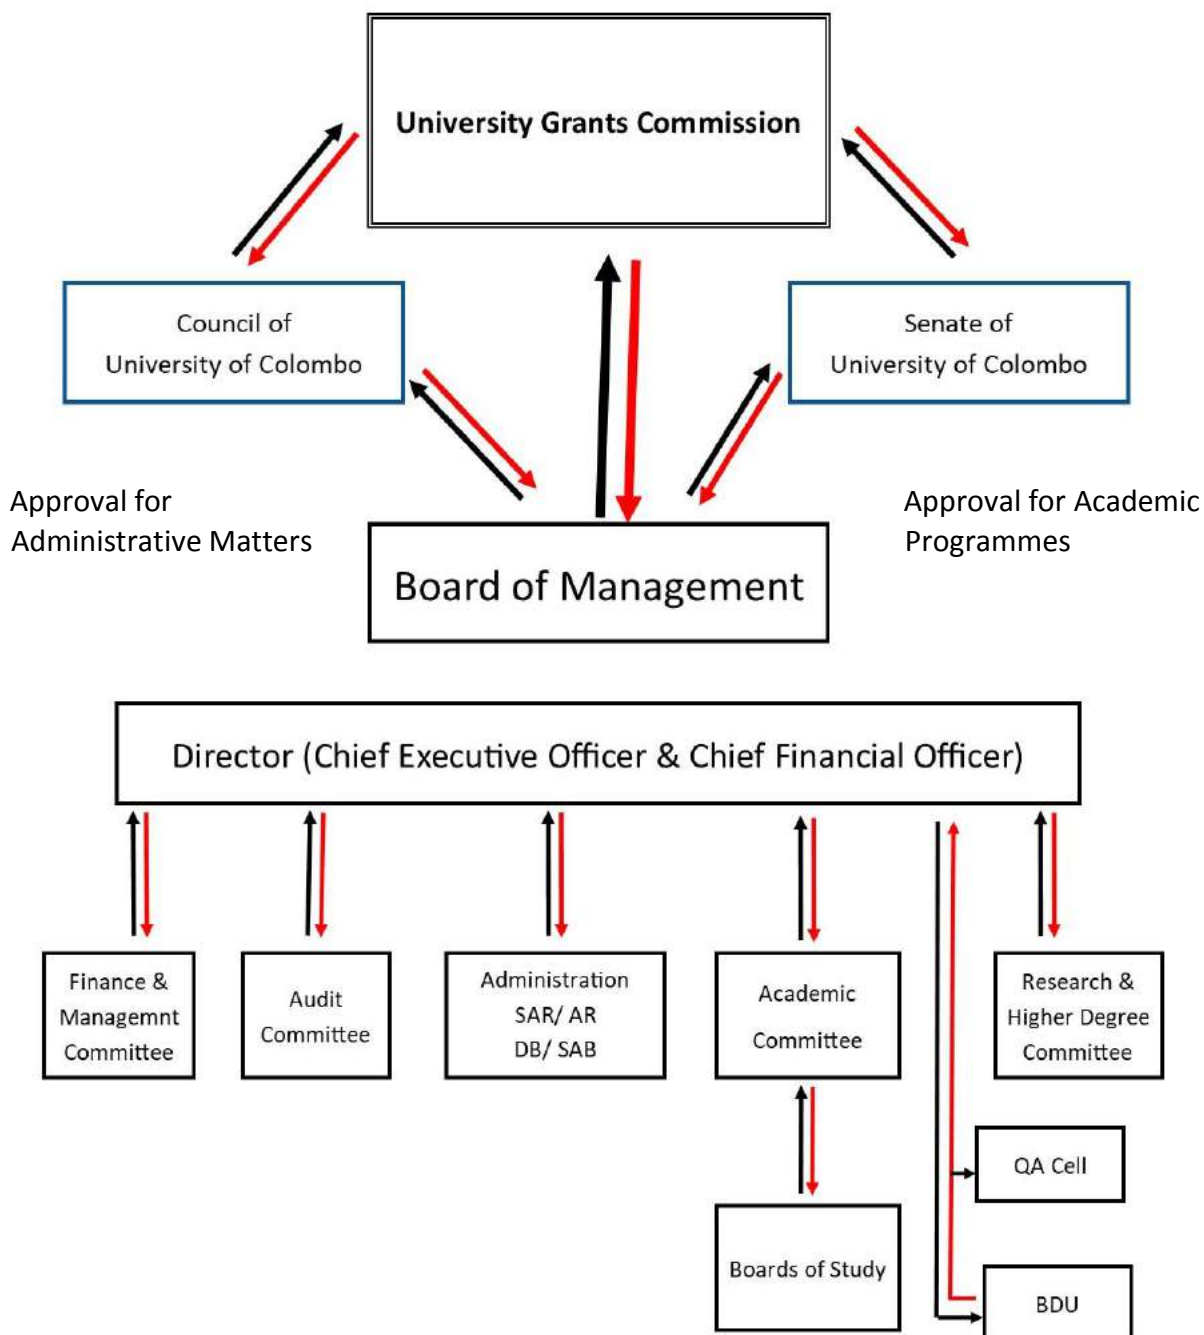 University Grants Commission
Council of
University of Colombo
Senate of
University of Colombo
Approval for
Administrative Matters
Approval for Academic
Programmes
Board of Management
Director (Chief Executive Officer & Chief Financial Officer)
Finance &
Managemnt
Committee
Audit
Committee
Administration
SAR/ AR
DB/ SAB
Academic
Committee
Research &
Higher Degree
Committee
QA Cell
Boards of Study
BDU